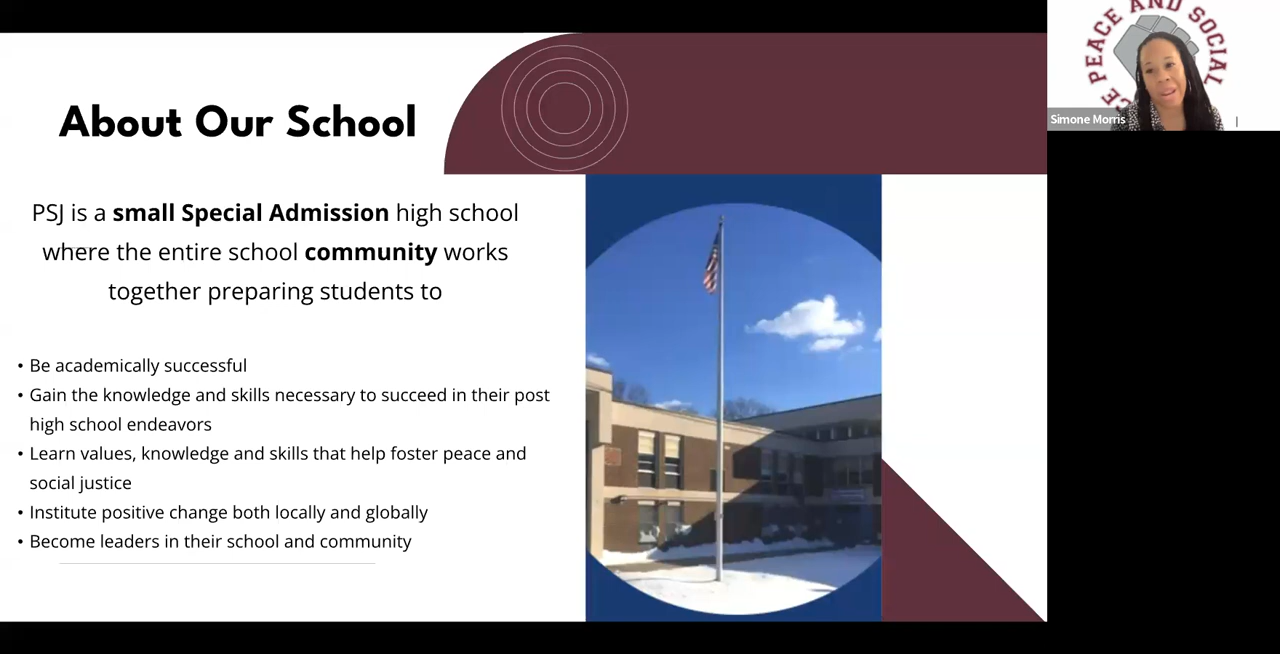 About Our School
PSJ is a small Special Admission high school
where the entire school community works
together preparing students to
• Be academically successful
• Gain the knowledge and skills necessary to succeed in their post
high school endeavors
• Learn values, knowledge and skills that help foster peace and
social justice
• Institute positive change both locally and globally
• Become leaders in their school and community
PEACE AND SOCIAL
CE
Simone Morris